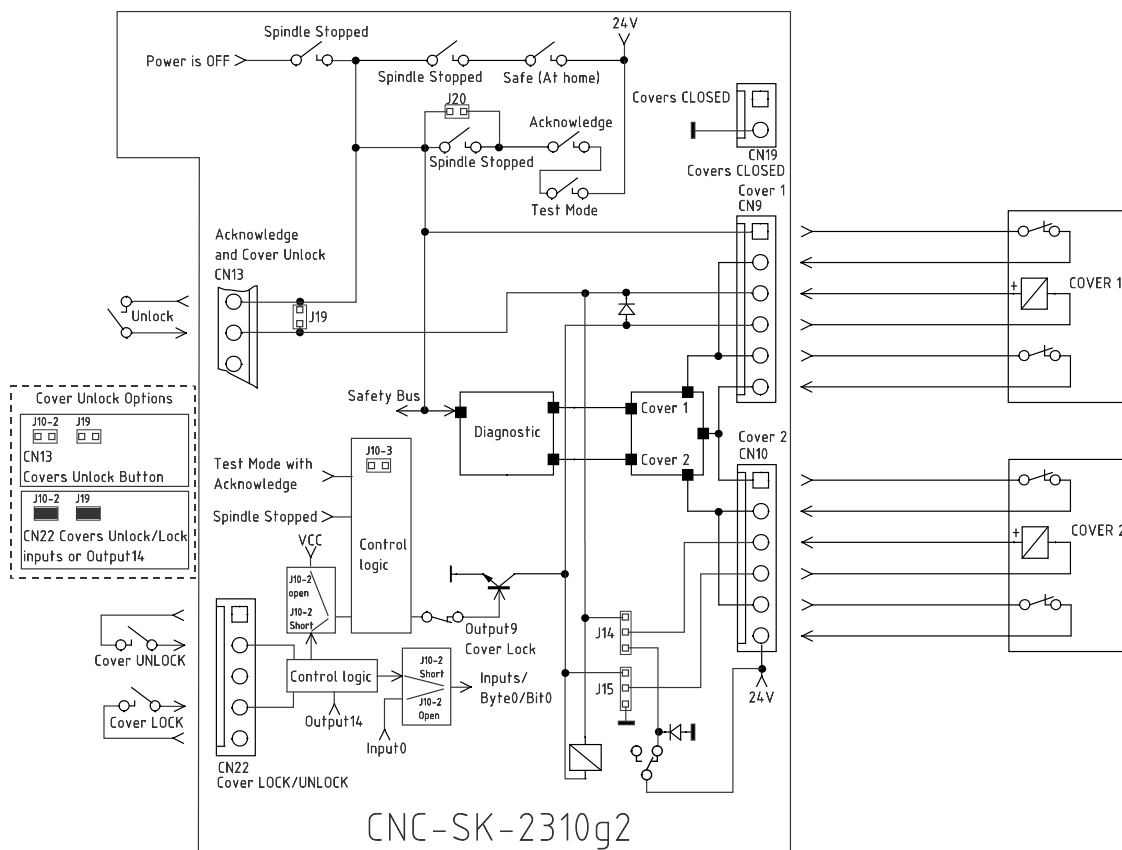 Spindle Stopped
24V
Power is OFF
Spindle Stopped
Safe (At home)
J20
Acknowledge
Spindle Stopped
Test Mode
Covers CLOSED
CN19
Covers CLOSED
Cover 1
CN9
Acknowledge
and Cover Unlock
CN13
Unlock
J19
+
COVER 1
Cover Unlock Options
J10-2 J19
CN13
Covers Unlock Button
J10-2 J19
CN22 Covers Unlock/Lock
inputs or Output14
Safety Bus
Diagnostic
Cover 1
Cover 2
Cover 2
CN10
J10-3
Test Mode with
Acknowledge
Spindle Stopped
Control
logic
VCC
J10-2
open
J10-2
Short
+
COVER 2
Output9
Cover Lock
J14
J15
24V
Cover UNLOCK
Cover LOCK
Control logic
Output14
J10-2
Short
J10-2
Open
Inputs/
Byte0/Bit0
Input0
CN22
Cover LOCK/UNLOCK
CNC-SK-2310g2